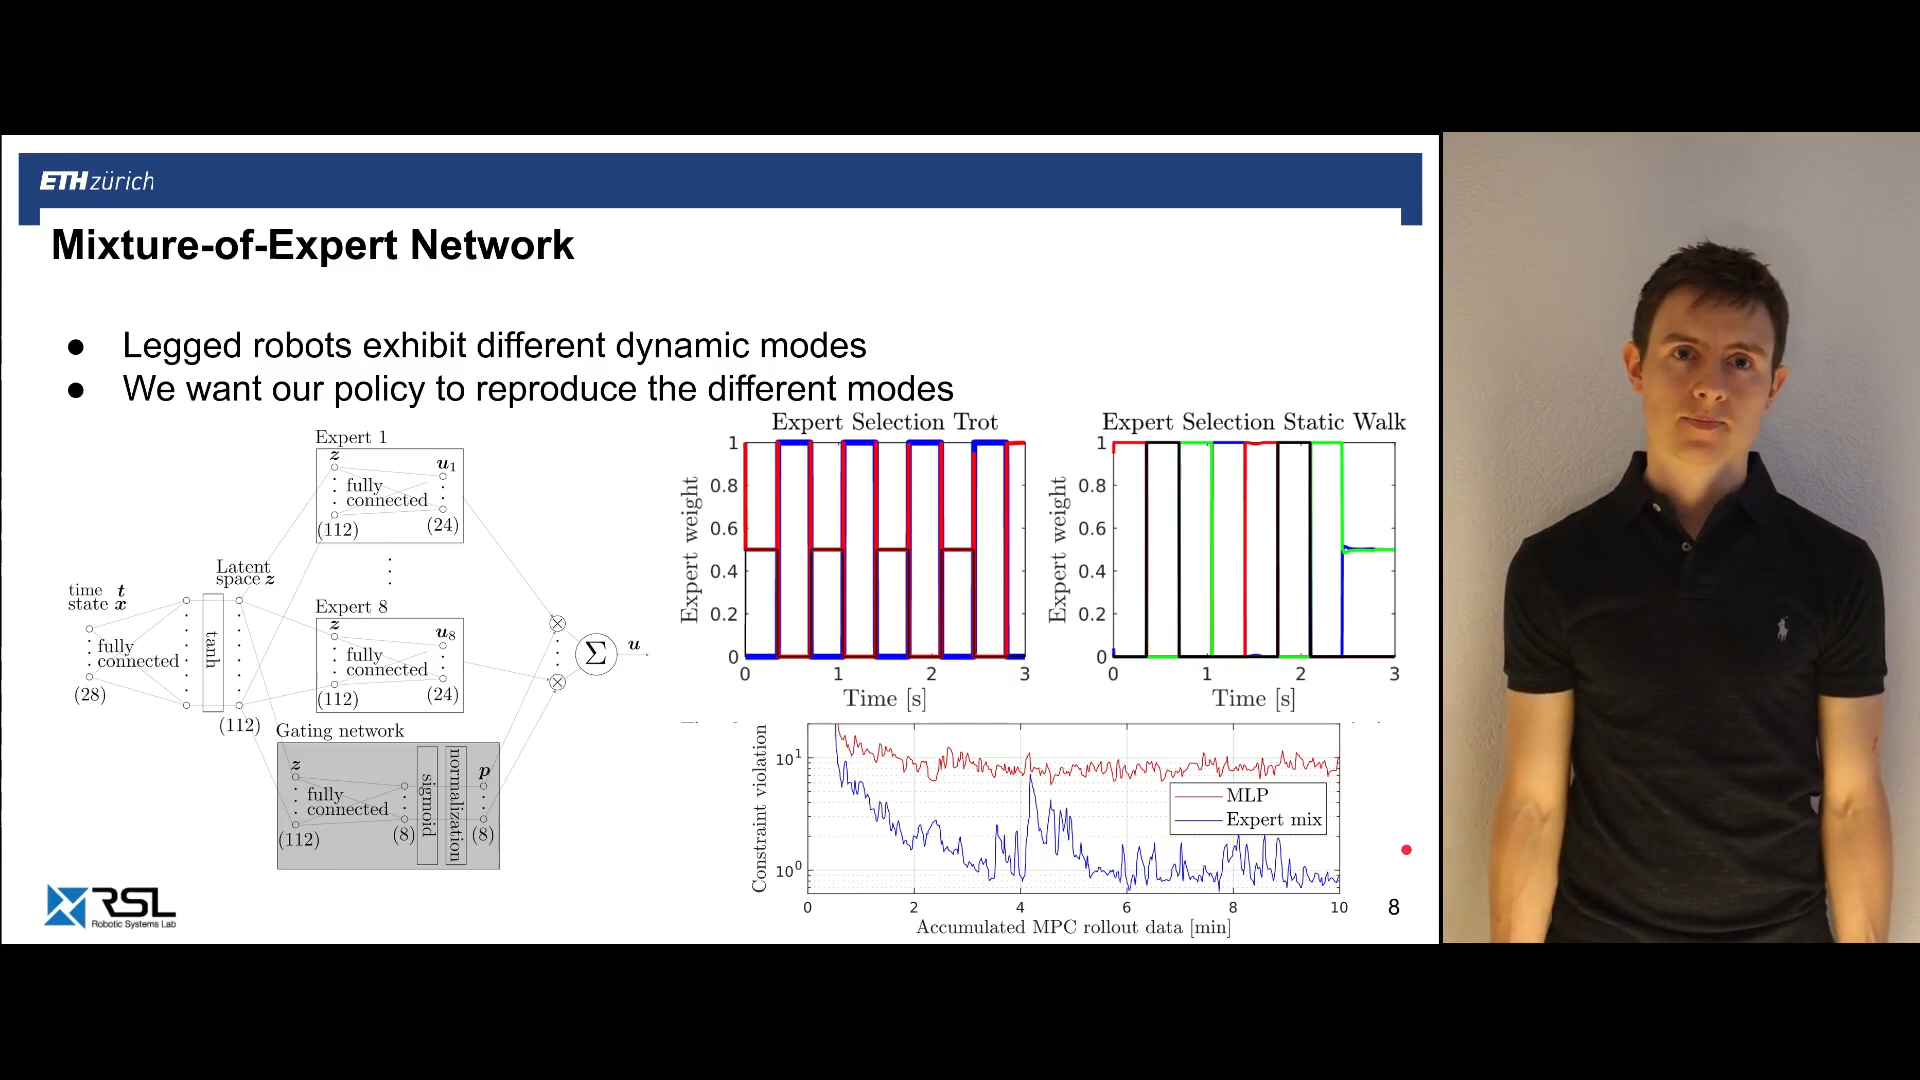 ETH zürich
Mixture-of-Expert Network
● Legged robots exhibit different dynamic modes
● We want our policy to reproduce the different modes
Expert 1
z
u1
fully
connected
(112)
(24)
Expert 8
z
u8
fully
connected
(112)
(24)
time t
state x
fully
connected
(28)
tanh
Latent
space z
(112)
Gating network
z
fully
connected
(112)
(8)
sigmoid
normalization
p
(8)
Σ
u
Expert Selection Trot
Expert weight
1
0.8
0.6
0.4
0.2
0
0 1 2 3
Time [s]
Expert Selection Static Walk
Expert weight
1
0.8
0.6
0.4
0.2
0
0 1 2 3
Time [s]
Constraint violation
10^1
10^0
MLP
Expert mix
0 2 4 6 8 10
Accumulated MPC rollout data [min]
RSL
Robotic Systems Lab
8